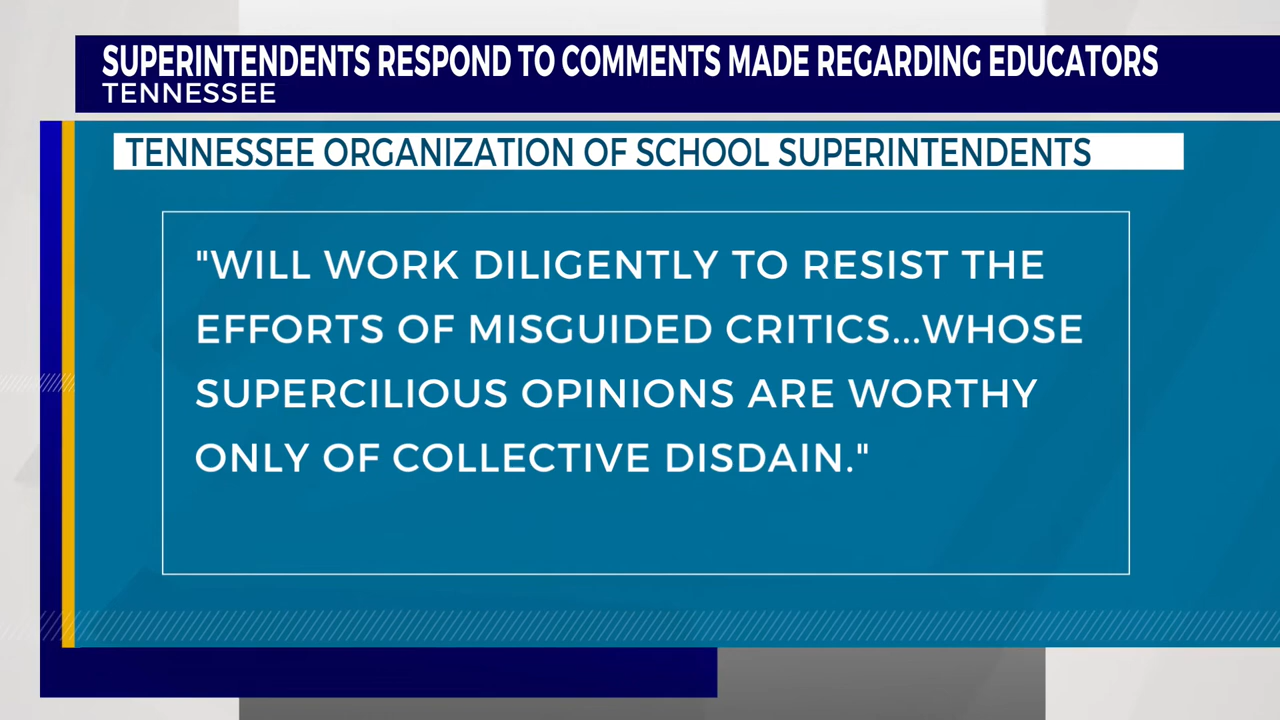 SUPERINTENDENTS RESPOND TO COMMENTS MADE REGARDING EDUCATORS
TENNESSEE
TENNESSEE ORGANIZATION OF SCHOOL SUPERINTENDENTS
"WILL WORK DILIGENTLY TO RESIST THE
EFFORTS OF MISGUIDED CRITICS...WHOSE
SUPERCILIOUS OPINIONS ARE WORTHY
ONLY OF COLLECTIVE DISDAIN."